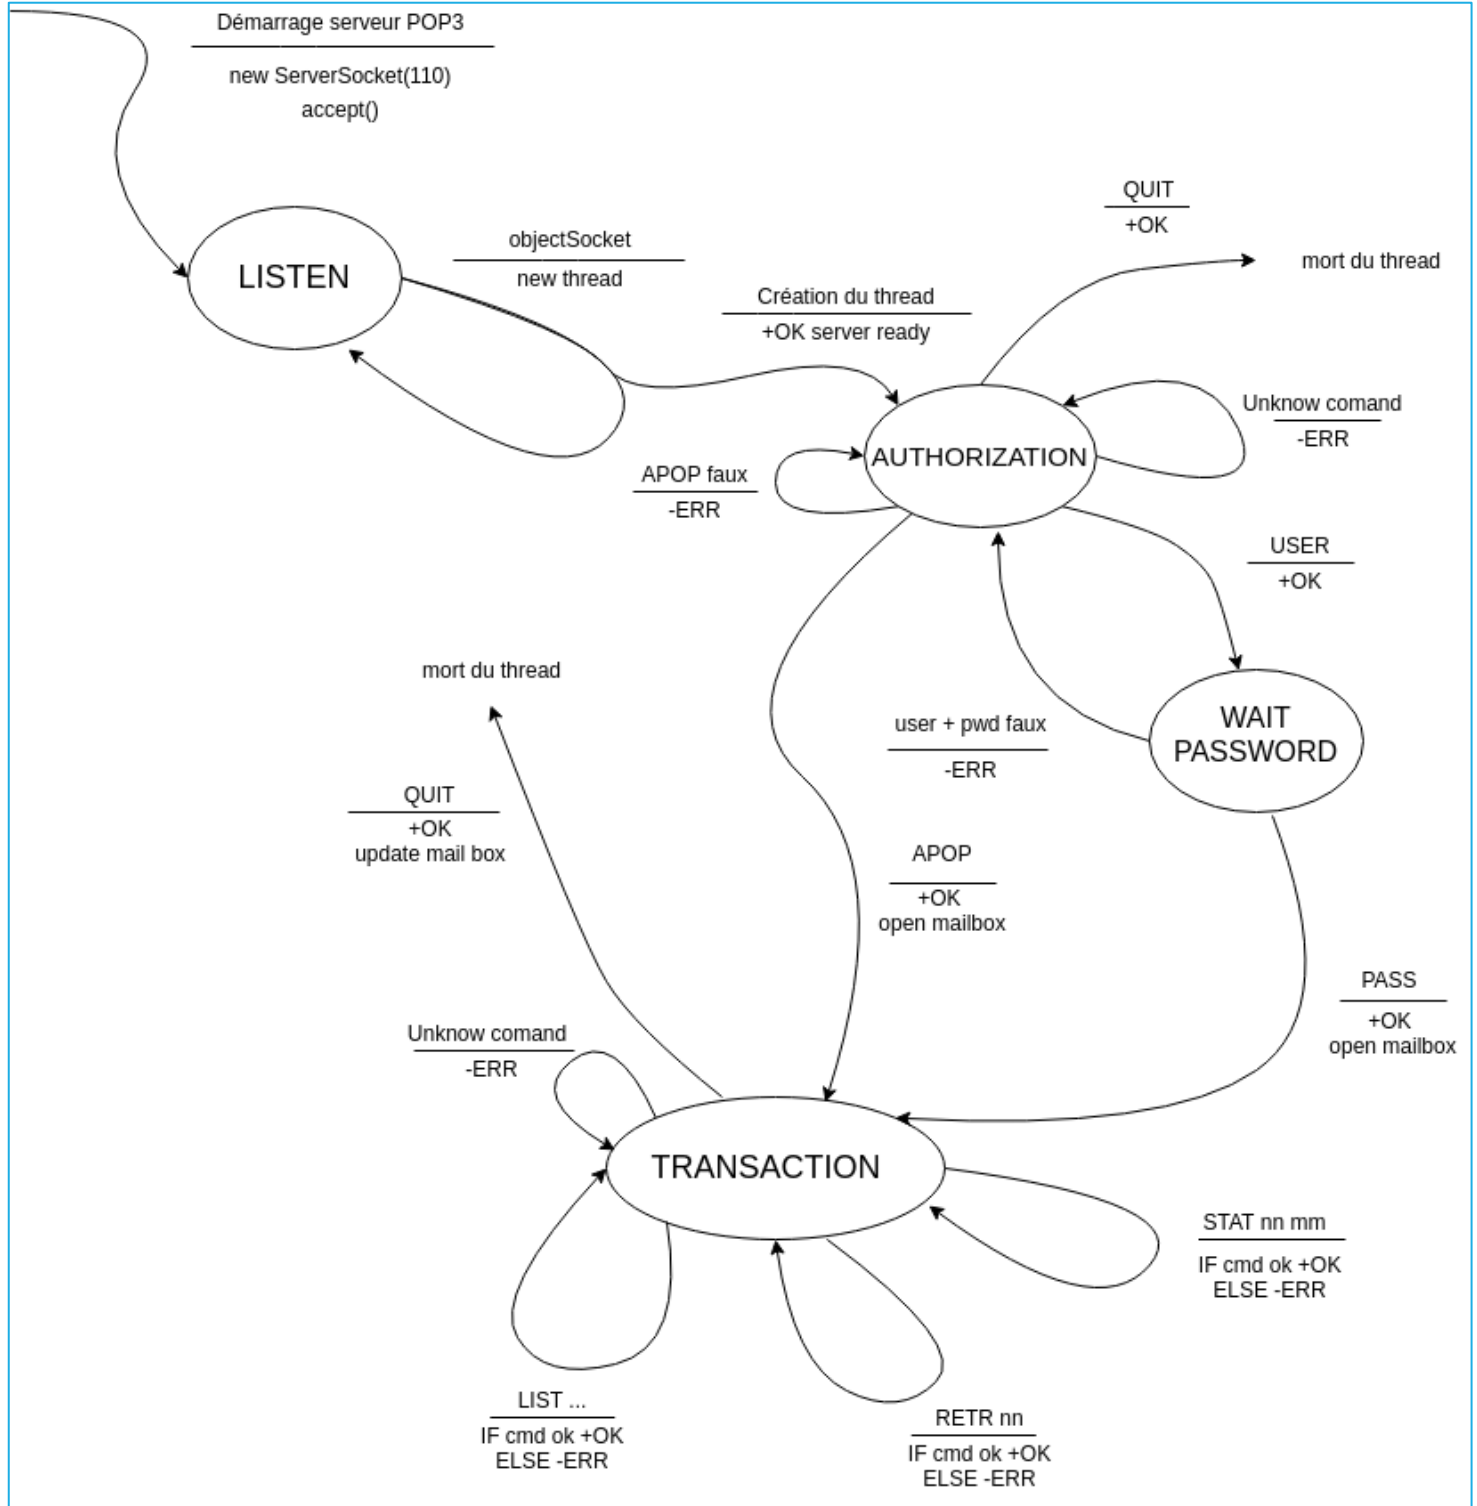 Démarrage serveur POP3
new ServerSocket(110)
accept()
QUIT
+OK
mort du thread
LISTEN
objectSocket
new thread
Création du thread
+OK server ready
Unknow comand
-ERR
AUTHORIZATION
APOP faux
-ERR
USER
+OK
mort du thread
WAIT
PASSWORD
user + pwd faux
-ERR
QUIT
+OK
update mail box
APOP
+OK
open mailbox
PASS
+OK
open mailbox
Unknow comand
-ERR
TRANSACTION
STAT nn mm
IF cmd ok +OK
ELSE -ERR
LIST ...
IF cmd ok +OK
ELSE -ERR
RETR nn
IF cmd ok +OK
ELSE -ERR